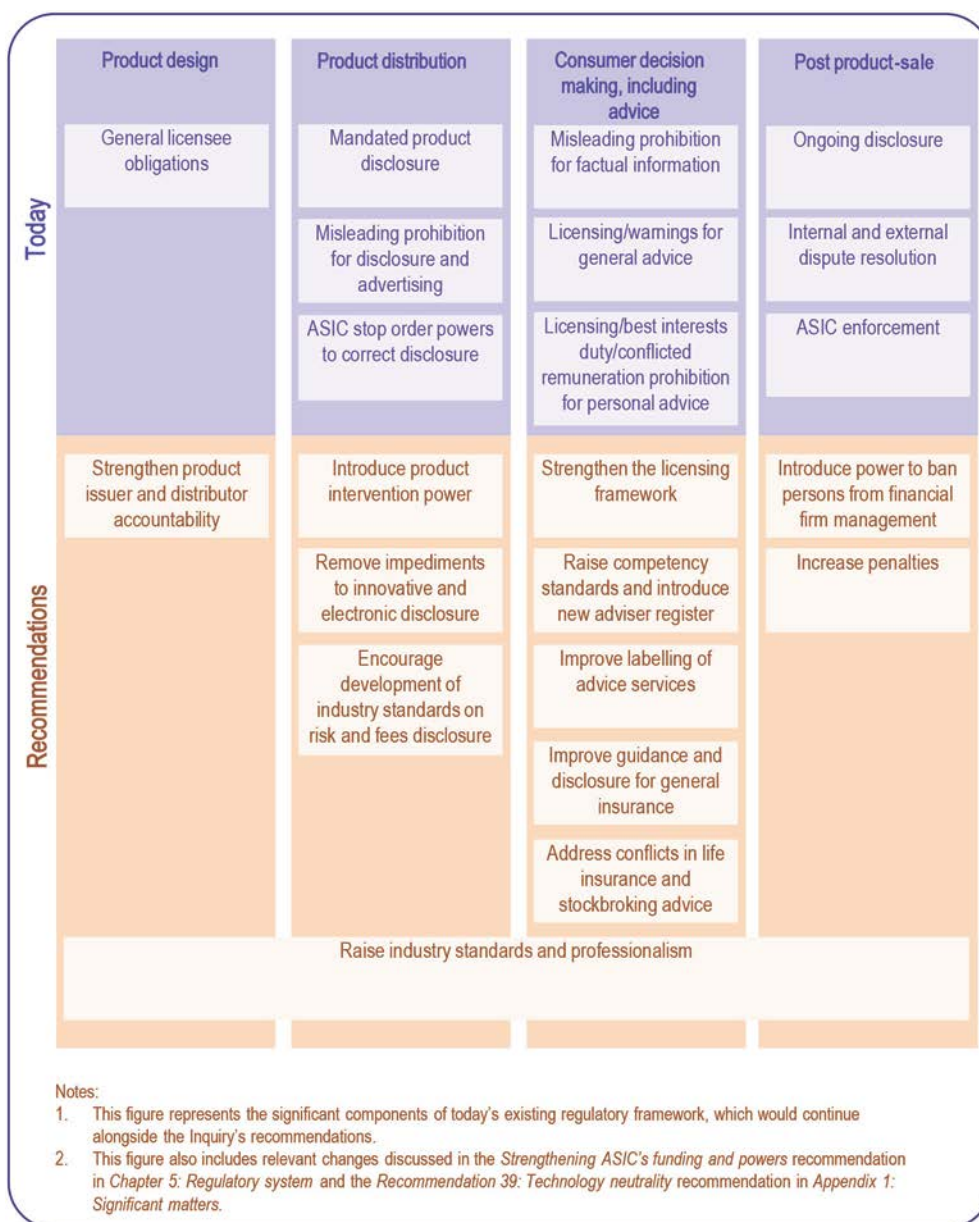 Product design
Product distribution
Consumer decision
making, including
advice
Post product-sale
Today
General licensee
obligations
Mandated product
disclosure
Misleading prohibition
for disclosure and
advertising
ASIC stop order powers
to correct disclosure
Misleading prohibition
for factual information
Licensing/warnings for
general advice
Licensing/best interests
duty/conflicted
remuneration prohibition
for personal advice
Ongoing disclosure
Internal and external
dispute resolution
ASIC enforcement
Recommendations
Strengthen product
issuer and distributor
accountability
Introduce product
intervention power
Remove impediments
to innovative and
electronic disclosure
Encourage
development of
industry standards on
risk and fees disclosure
Strengthen the licensing
framework
Raise competency
standards and introduce
new adviser register
Improve labelling of
advice services
Improve guidance and
disclosure for general
insurance
Address conflicts in life
insurance and
stockbroking advice
Introduce power to ban
persons from financial
firm management
Increase penalties
Raise industry standards and professionalism
Notes:
1. This figure represents the significant components of today's existing regulatory framework, which would continue
alongside the Inquiry's recommendations.
2. This figure also includes relevant changes discussed in the Strengthening ASIC's funding and powers recommendation
in Chapter 5: Regulatory system and the Recommendation 39: Technology neutrality recommendation in Appendix 1:
Significant matters.